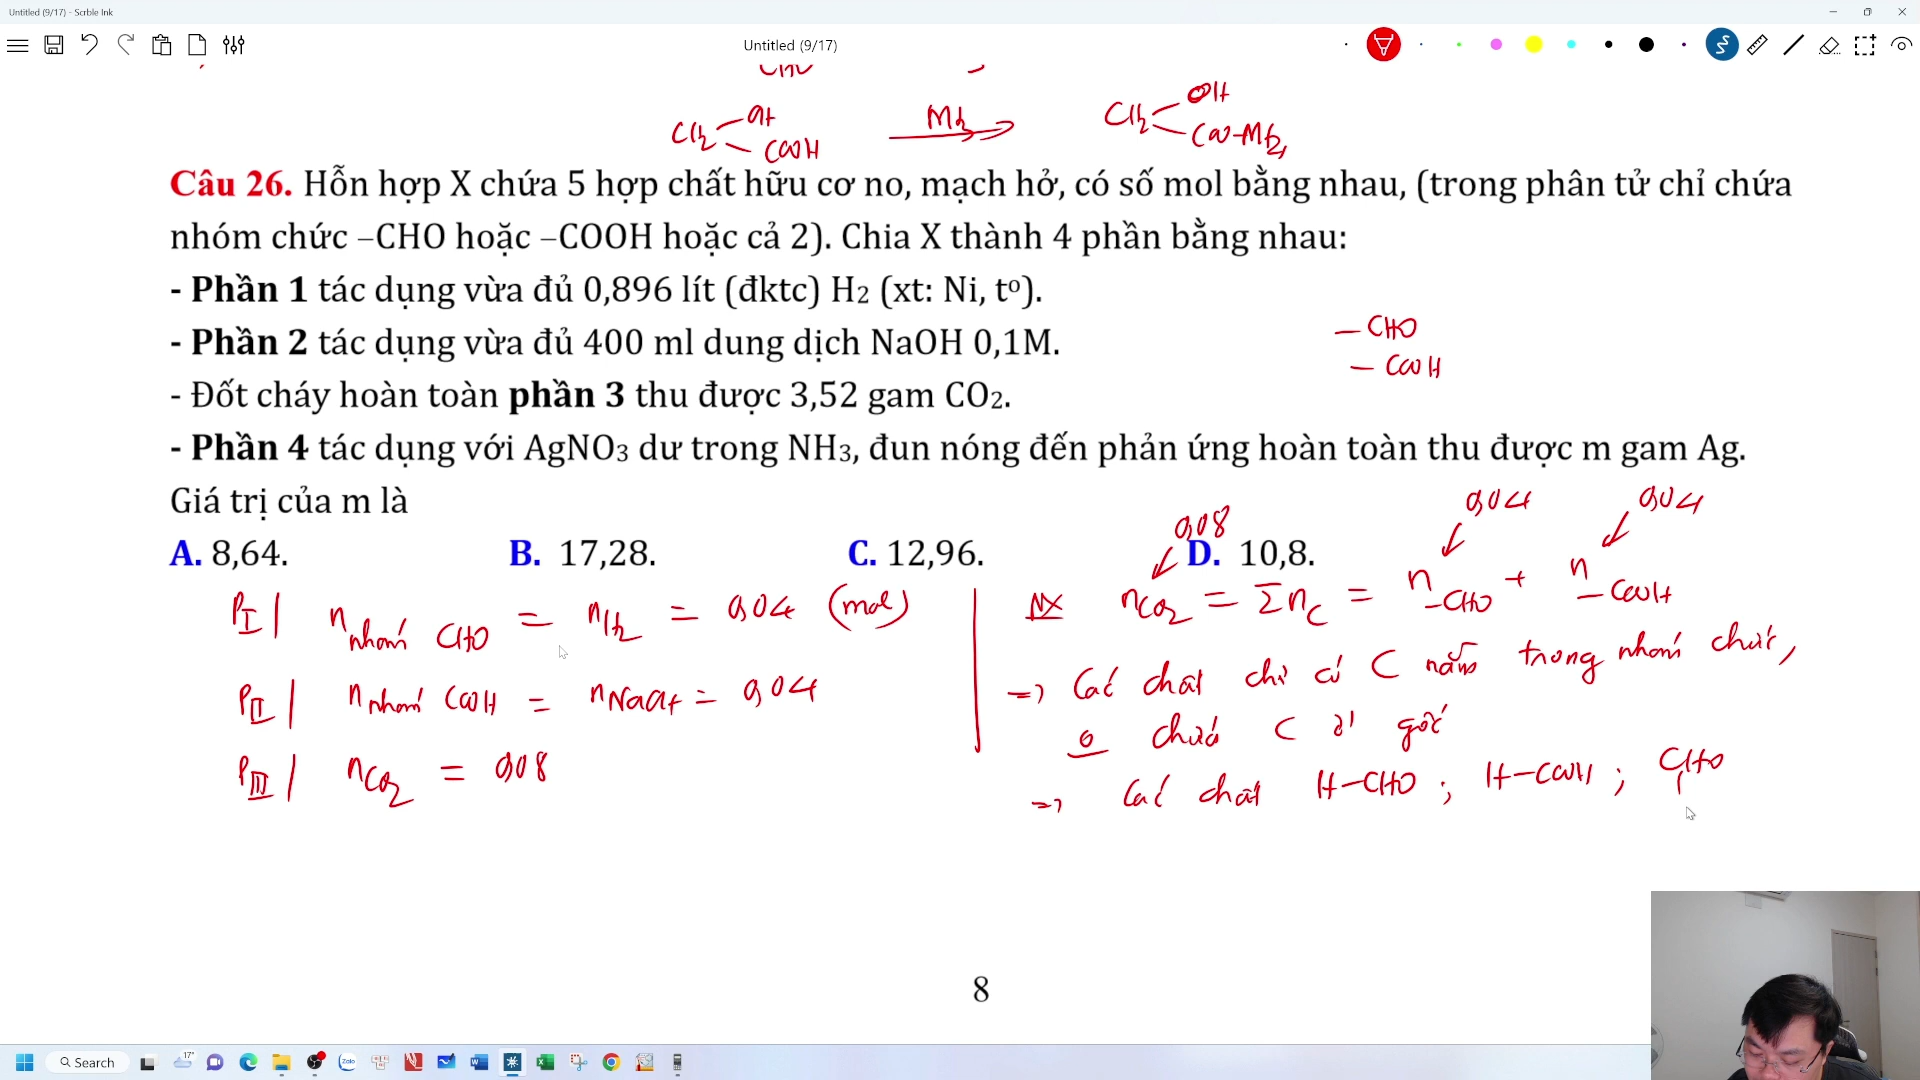 Untitled (9/17) - Scrble Ink
Untitled (9/17)
CH2 OH COOH NH3 CH2 OH COO-NH4
Câu 26. Hỗn hợp X chứa 5 hợp chất hữu cơ no, mạch hở, có số mol bằng nhau, (trong phân tử chỉ chứa
nhóm chức –CHO hoặc –COOH hoặc cả 2). Chia X thành 4 phần bằng nhau:
- Phần 1 tác dụng vừa đủ 0,896 lít (đktc) H2 (xt: Ni, to).
- Phần 2 tác dụng vừa đủ 400 ml dung dịch NaOH 0,1M.
— CHO
— COOH
- Đốt cháy hoàn toàn phần 3 thu được 3,52 gam CO2.
- Phần 4 tác dụng với AgNO3 dư trong NH3, đun nóng đến phản ứng hoàn toàn thu được m gam Ag.
Giá trị của m là
A. 8,64. B. 17,28. C. 12,96. D. 10,8.
PI | n nhóm CHO = nH2 = 0,04 (mol)
PII | n nhóm COOH = nNaOH = 0,04
PIII | nCO2 = 0,08
0,08 0,04 0,04
NX nCO2 = ΣnC = n–CHO + n–COOH
=> Các chất chỉ có C nằm trong nhóm chức,
o chứa C ở gốc
=> Các chất H–CHO ; H–COOH ; CHO
8
17°
Search
Zalo